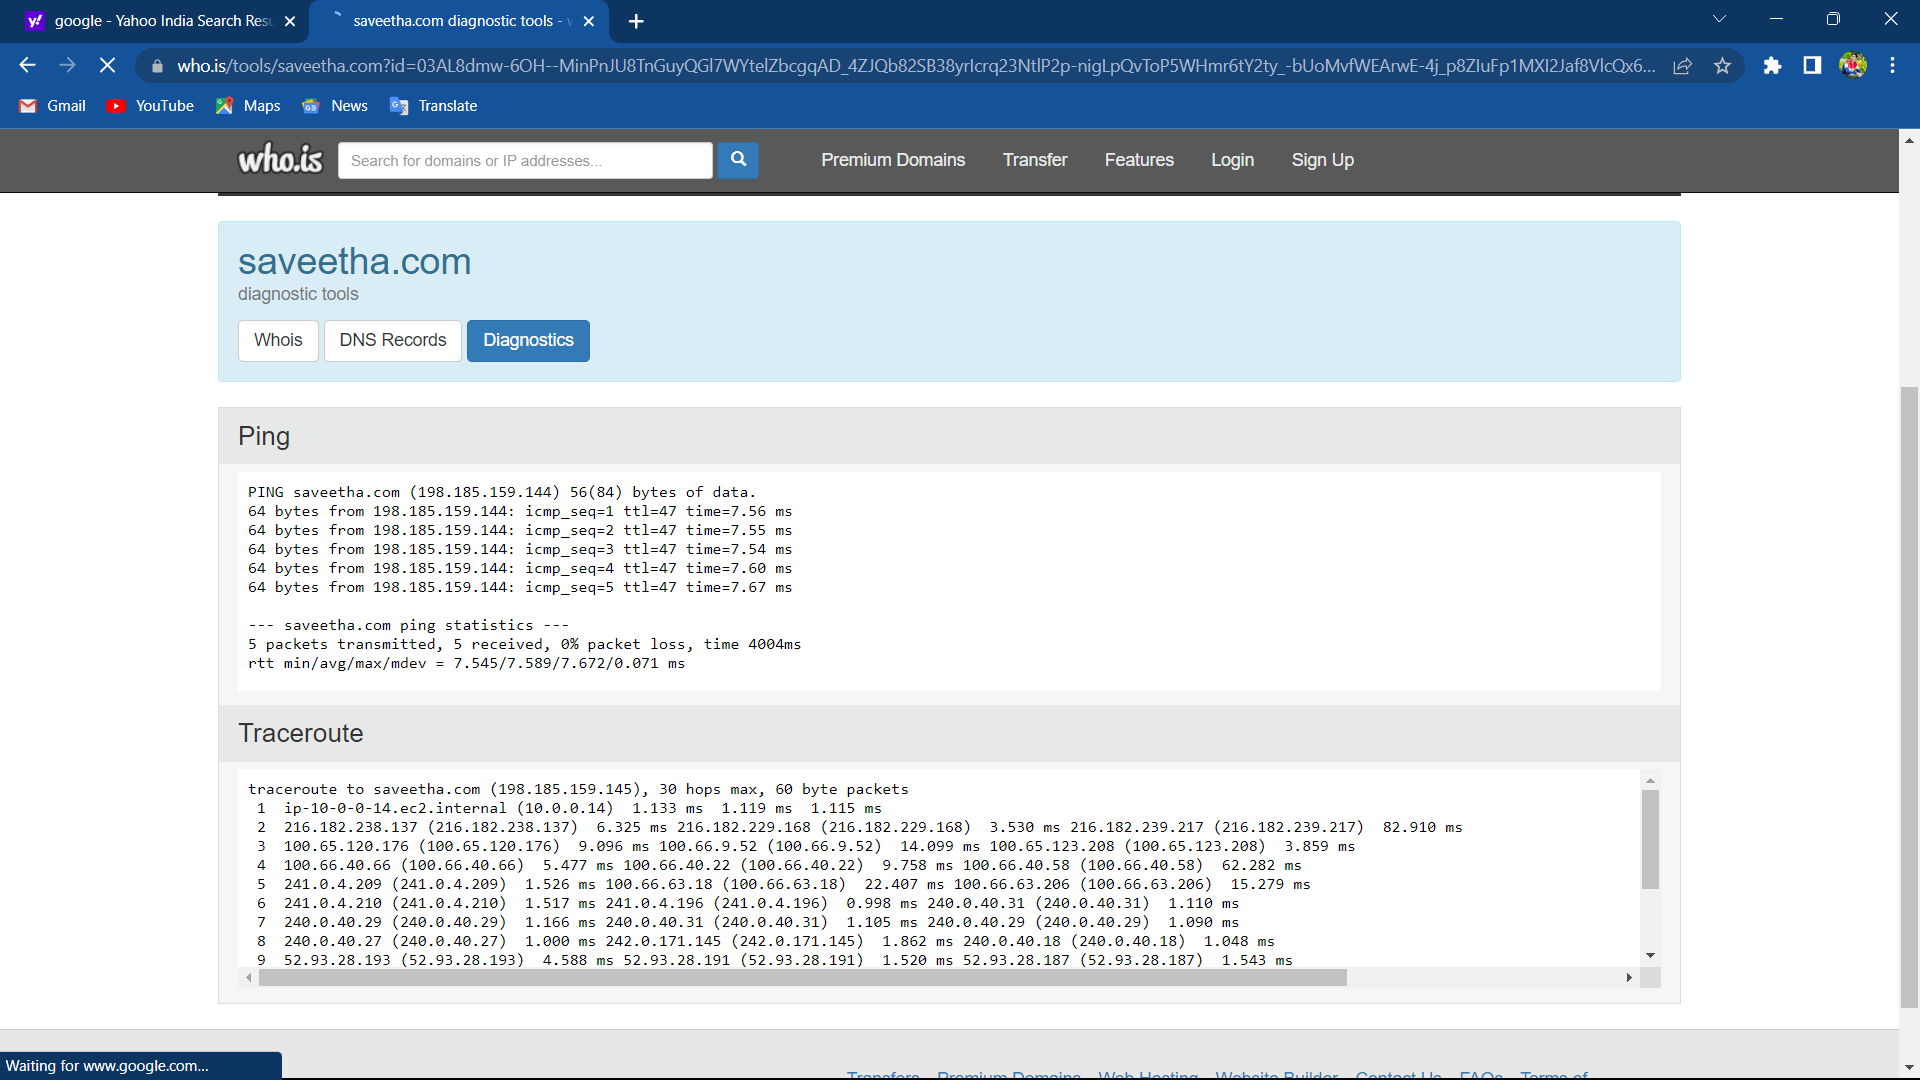 google - Yahoo India Search Res
saveetha.com diagnostic tools - w
who.is/tools/saveetha.com?id=03AL8dmw-6OH--MinPnJU8TnGuyQGl7WYtelZbcgqAD_4ZJQb82SB38yrIcrq23NtlP2p-nigLpQvToP5WHmr6tY2ty_-bUoMvfWEArwE-4j_p8ZIuFp1MXI2Jaf8VlcQx6...
Gmail YouTube Maps News Translate
who.is Search for domains or IP addresses... Premium Domains Transfer Features Login Sign Up
saveetha.com
diagnostic tools
Whois DNS Records Diagnostics
Ping
PING saveetha.com (198.185.159.144) 56(84) bytes of data.
64 bytes from 198.185.159.144: icmp_seq=1 ttl=47 time=7.56 ms
64 bytes from 198.185.159.144: icmp_seq=2 ttl=47 time=7.55 ms
64 bytes from 198.185.159.144: icmp_seq=3 ttl=47 time=7.54 ms
64 bytes from 198.185.159.144: icmp_seq=4 ttl=47 time=7.60 ms
64 bytes from 198.185.159.144: icmp_seq=5 ttl=47 time=7.67 ms
--- saveetha.com ping statistics ---
5 packets transmitted, 5 received, 0% packet loss, time 4004ms
rtt min/avg/max/mdev = 7.545/7.589/7.672/0.071 ms
Traceroute
traceroute to saveetha.com (198.185.159.145), 30 hops max, 60 byte packets
1 ip-10-0-0-14.ec2.internal (10.0.0.14) 1.133 ms 1.119 ms 1.115 ms
2 216.182.238.137 (216.182.238.137) 6.325 ms 216.182.229.168 (216.182.229.168) 3.530 ms 216.182.239.217 (216.182.239.217) 82.910 ms
3 100.65.120.176 (100.65.120.176) 9.096 ms 100.66.9.52 (100.66.9.52) 14.099 ms 100.65.123.208 (100.65.123.208) 3.859 ms
4 100.66.40.66 (100.66.40.66) 5.477 ms 100.66.40.22 (100.66.40.22) 9.758 ms 100.66.40.58 (100.66.40.58) 62.282 ms
5 241.0.4.209 (241.0.4.209) 1.526 ms 100.66.63.18 (100.66.63.18) 22.407 ms 100.66.63.206 (100.66.63.206) 15.279 ms
6 241.0.4.210 (241.0.4.210) 1.517 ms 241.0.4.196 (241.0.4.196) 0.998 ms 240.0.40.31 (240.0.40.31) 1.110 ms
7 240.0.40.29 (240.0.40.29) 1.166 ms 240.0.40.31 (240.0.40.31) 1.105 ms 240.0.40.29 (240.0.40.29) 1.090 ms
8 240.0.40.27 (240.0.40.27) 1.000 ms 242.0.171.145 (242.0.171.145) 1.862 ms 240.0.40.18 (240.0.40.18) 1.048 ms
9 52.93.28.193 (52.93.28.193) 4.588 ms 52.93.28.191 (52.93.28.191) 1.520 ms 52.93.28.187 (52.93.28.187) 1.543 ms
Waiting for www.google.com...
Transfers Premium Domains Web Hosting Website Builder Contact Us FAQs Terms of